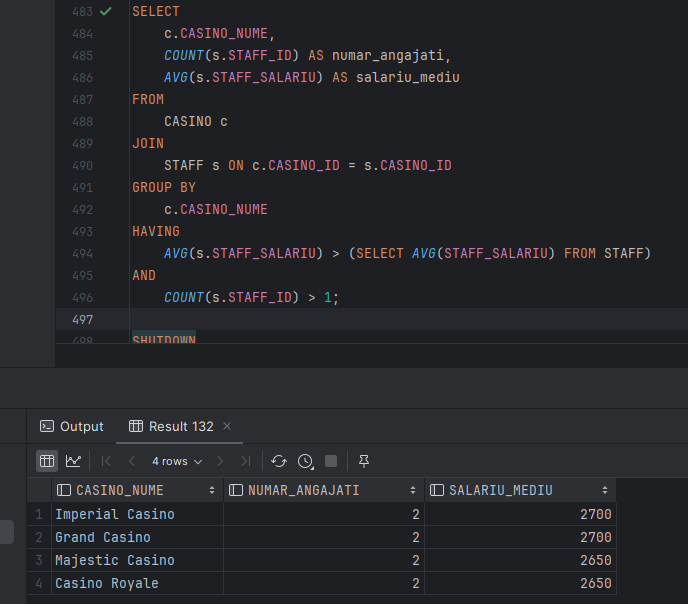 483 SELECT
484 c.CASINO_NUME,
485 COUNT(s.STAFF_ID) AS numar_angajati,
486 AVG(s.STAFF_SALARIU) AS salariu_mediu
487 FROM
488 CASINO c
489 JOIN
490 STAFF s ON c.CASINO_ID = s.CASINO_ID
491 GROUP BY
492 c.CASINO_NUME
493 HAVING
494 AVG(s.STAFF_SALARIU) > (SELECT AVG(STAFF_SALARIU) FROM STAFF)
495 AND
496 COUNT(s.STAFF_ID) > 1;
497
498 SHUTDOWN
Output Result 132
4 rows
CASINO_NUME NUMAR_ANGAJATI SALARIU_MEDIU
1 Imperial Casino 2 2700
2 Grand Casino 2 2700
3 Majestic Casino 2 2650
4 Casino Royale 2 2650